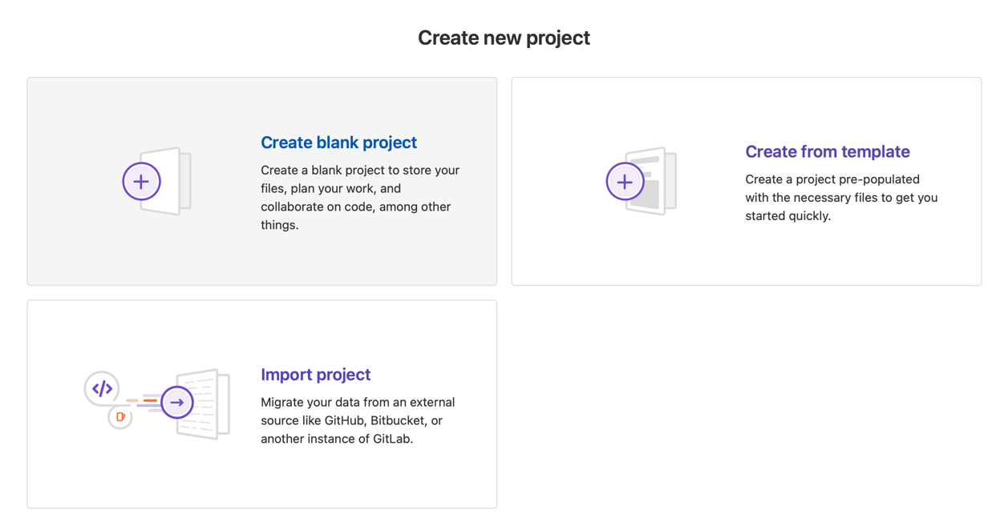 Create new project
Create blank project
Create a blank project to store your
files, plan your work, and
collaborate on code, among other
things.
Create from template
Create a project pre-populated
with the necessary files to get you
started quickly.
Import project
Migrate your data from an external
source like GitHub, Bitbucket, or
another instance of GitLab.